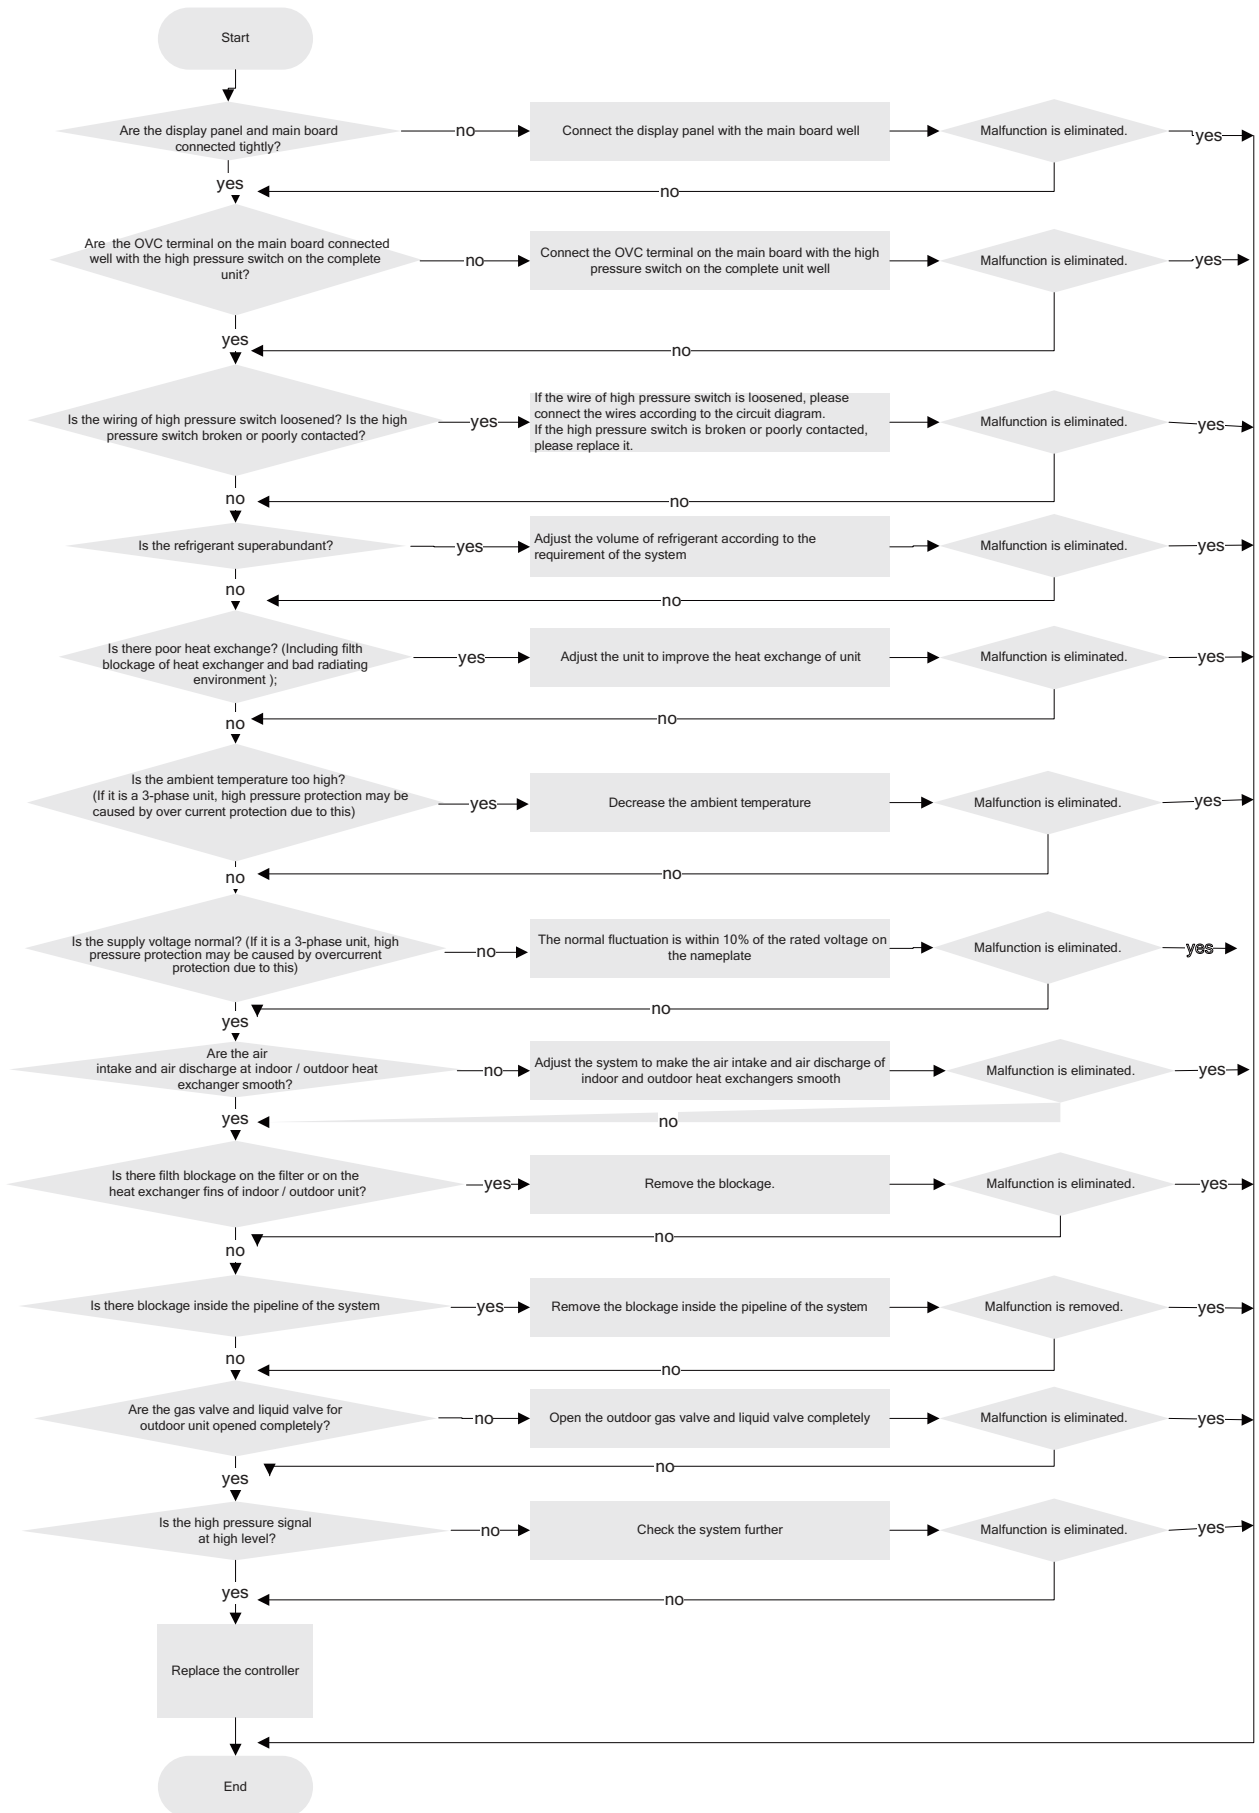 Start
Are the display panel and main board
connected tightly?
no
Connect the display panel with the main board well
Malfunction is eliminated.
yes
yes
no
Are  the OVC terminal on the main board connected
well with the high pressure switch on the complete
unit?
no
Connect the OVC terminal on the main board with the high
pressure switch on the complete unit well
Malfunction is eliminated.
yes
yes
no
Is the wiring of high pressure switch loosened? Is the high
pressure switch broken or poorly contacted?
yes
If the wire of high pressure switch is loosened, please
connect the wires according to the circuit diagram.
If the high pressure switch is broken or poorly contacted,
please replace it.
Malfunction is eliminated.
yes
no
no
Is the refrigerant superabundant?
yes
Adjust the volume of refrigerant according to the
requirement of the system
Malfunction is eliminated.
yes
no
no
Is there poor heat exchange? (Including filth
blockage of heat exchanger and bad radiating
environment );
yes
Adjust the unit to improve the heat exchange of unit
Malfunction is eliminated.
yes
no
no
Is the ambient temperature too high?
(If it is a 3-phase unit, high pressure protection may be
caused by over current protection due to this)
yes
Decrease the ambient temperature
Malfunction is eliminated.
yes
no
no
Is the supply voltage normal? (If it is a 3-phase unit, high
pressure protection may be caused by overcurrent
protection due to this)
no
The normal fluctuation is within 10% of the rated voltage on
the nameplate
Malfunction is eliminated.
yes
yes
no
Are the air
intake and air discharge at indoor / outdoor heat
exchanger smooth?
no
Adjust the system to make the air intake and air discharge of
indoor and outdoor heat exchangers smooth
Malfunction is eliminated.
yes
yes
no
Is there filth blockage on the filter or on the
heat exchanger fins of indoor / outdoor unit?
yes
Remove the blockage.
Malfunction is eliminated.
yes
no
no
Is there blockage inside the pipeline of the system
yes
Remove the blockage inside the pipeline of the system
Malfunction is removed.
yes
no
no
Are the gas valve and liquid valve for
outdoor unit opened completely?
no
Open the outdoor gas valve and liquid valve completely
Malfunction is eliminated.
yes
yes
no
Is the high pressure signal
at high level?
no
Check the system further
Malfunction is eliminated.
yes
yes
no
Replace the controller
End